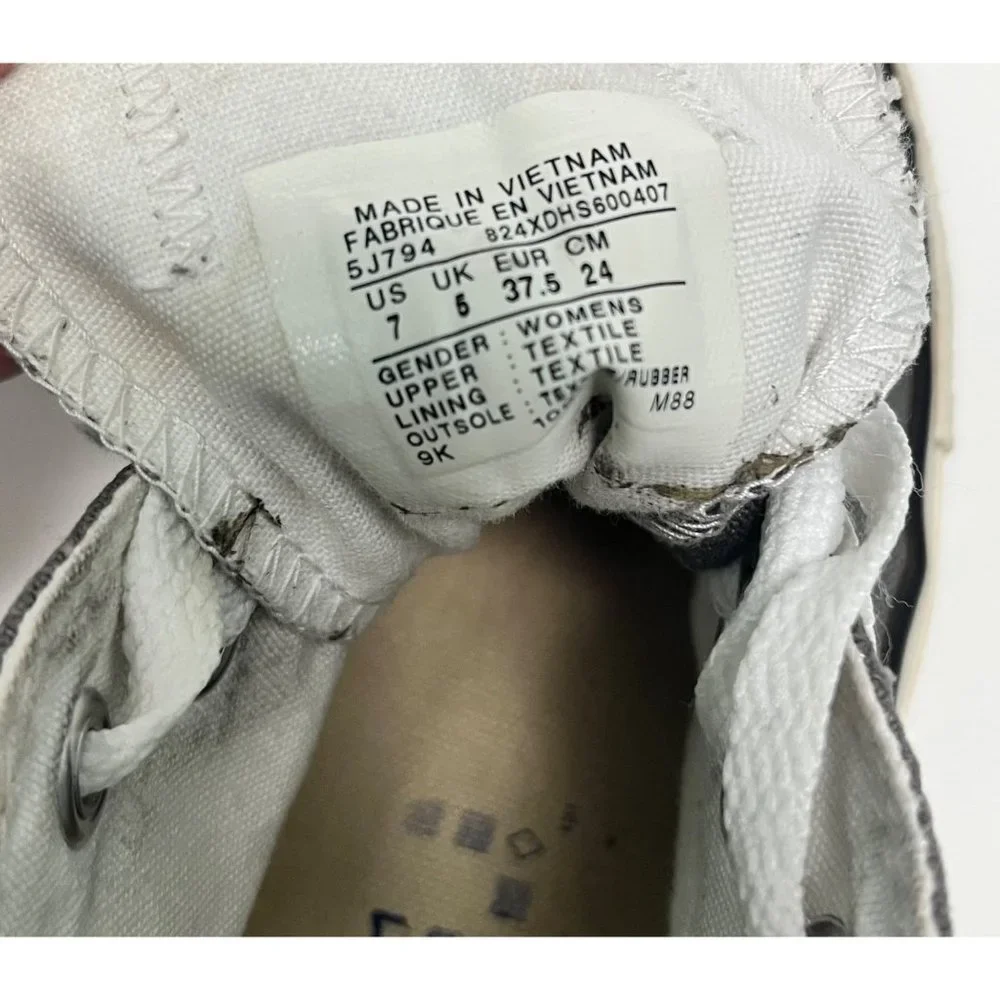 MADE IN VIETNAM
FABRIQUE EN VIETNAM
5J794 824XDHS600407
US UK EUR CM
7 5 37.5 24
GENDER : WOMENS
UPPER : TEXTILE
LINING : TEXTILE
OUTSOLE : /RUBBER
9K M88